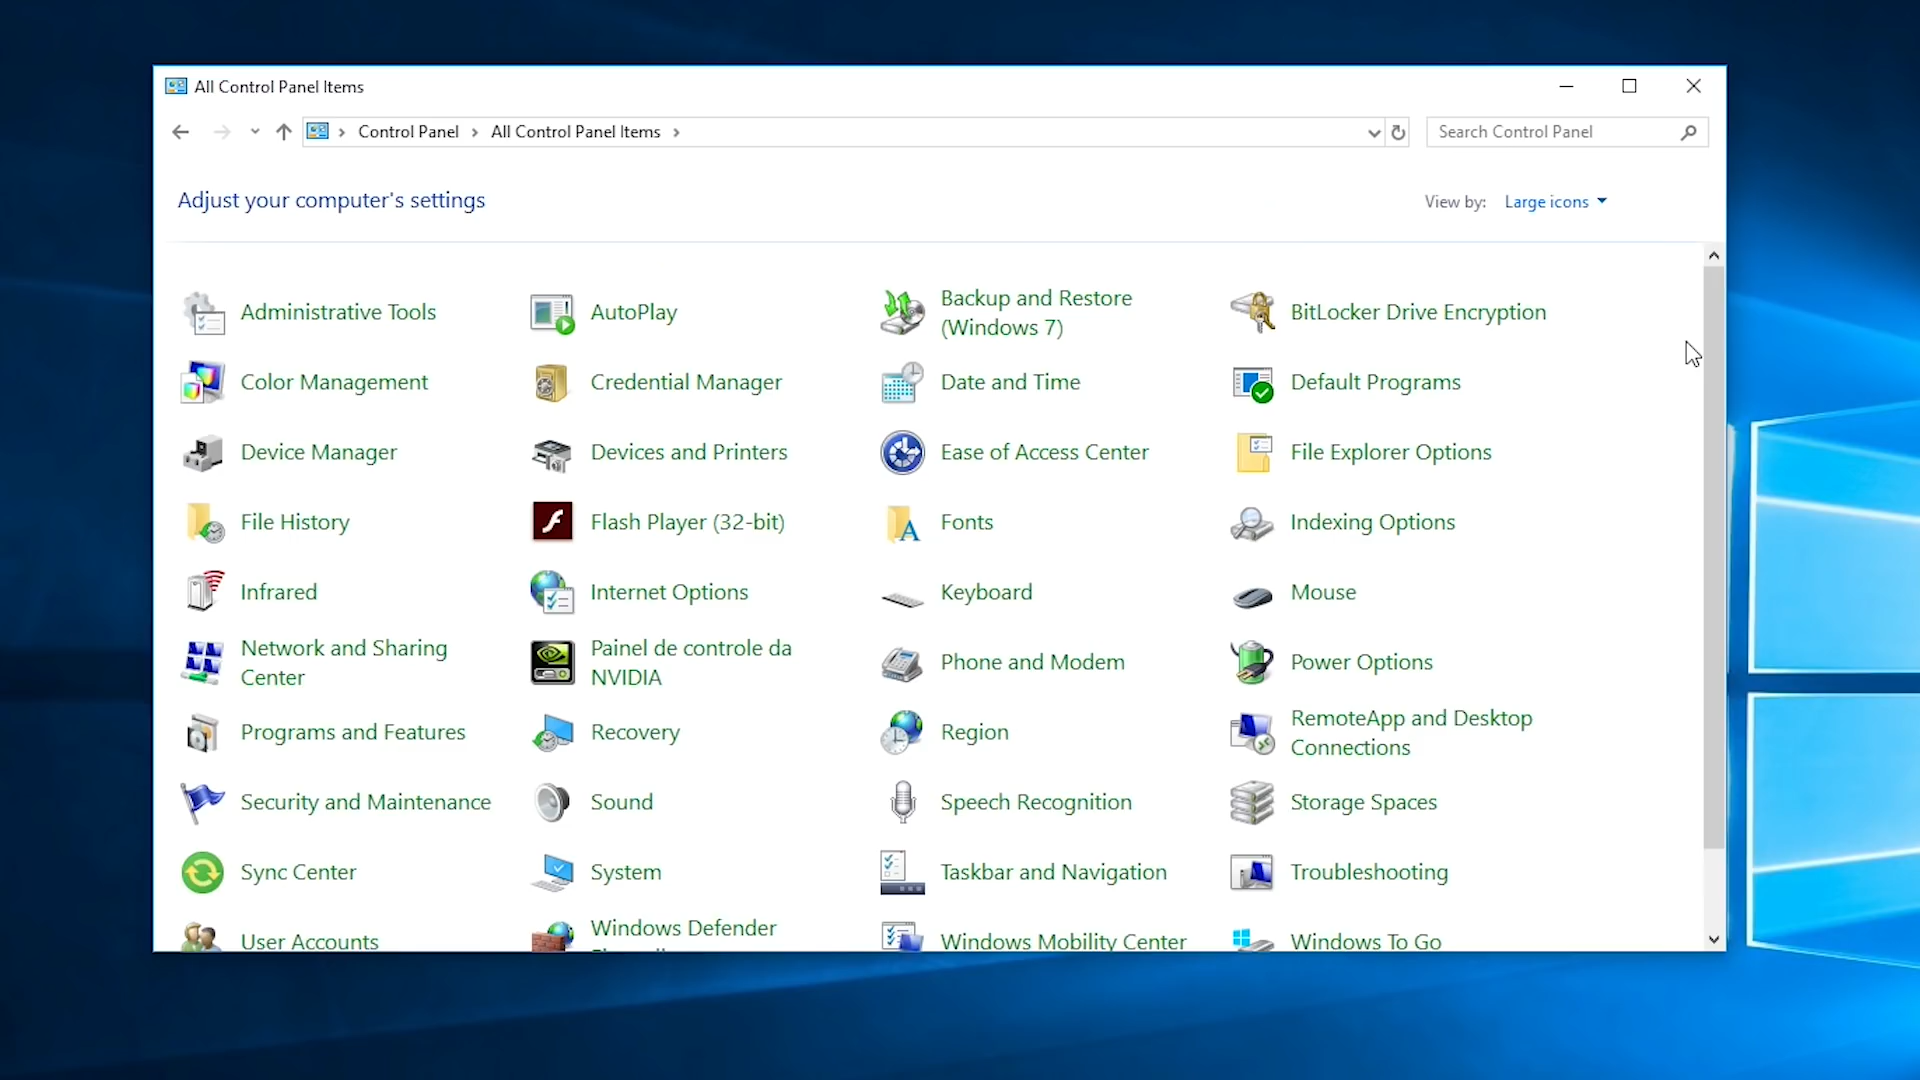 All Control Panel Items
Control Panel
All Control Panel Items
Search Control Panel
Adjust your computer's settings
View by: Large icons
Administrative Tools
AutoPlay
Backup and Restore
(Windows 7)
BitLocker Drive Encryption
Color Management
Credential Manager
Date and Time
Default Programs
Device Manager
Devices and Printers
Ease of Access Center
File Explorer Options
File History
Flash Player (32-bit)
Fonts
Indexing Options
Infrared
Internet Options
Keyboard
Mouse
Network and Sharing
Center
Painel de controle da
NVIDIA
Phone and Modem
Power Options
Programs and Features
Recovery
Region
RemoteApp and Desktop
Connections
Security and Maintenance
Sound
Speech Recognition
Storage Spaces
Sync Center
System
Taskbar and Navigation
Troubleshooting
User Accounts
Windows Defender
Windows Mobility Center
Windows To Go